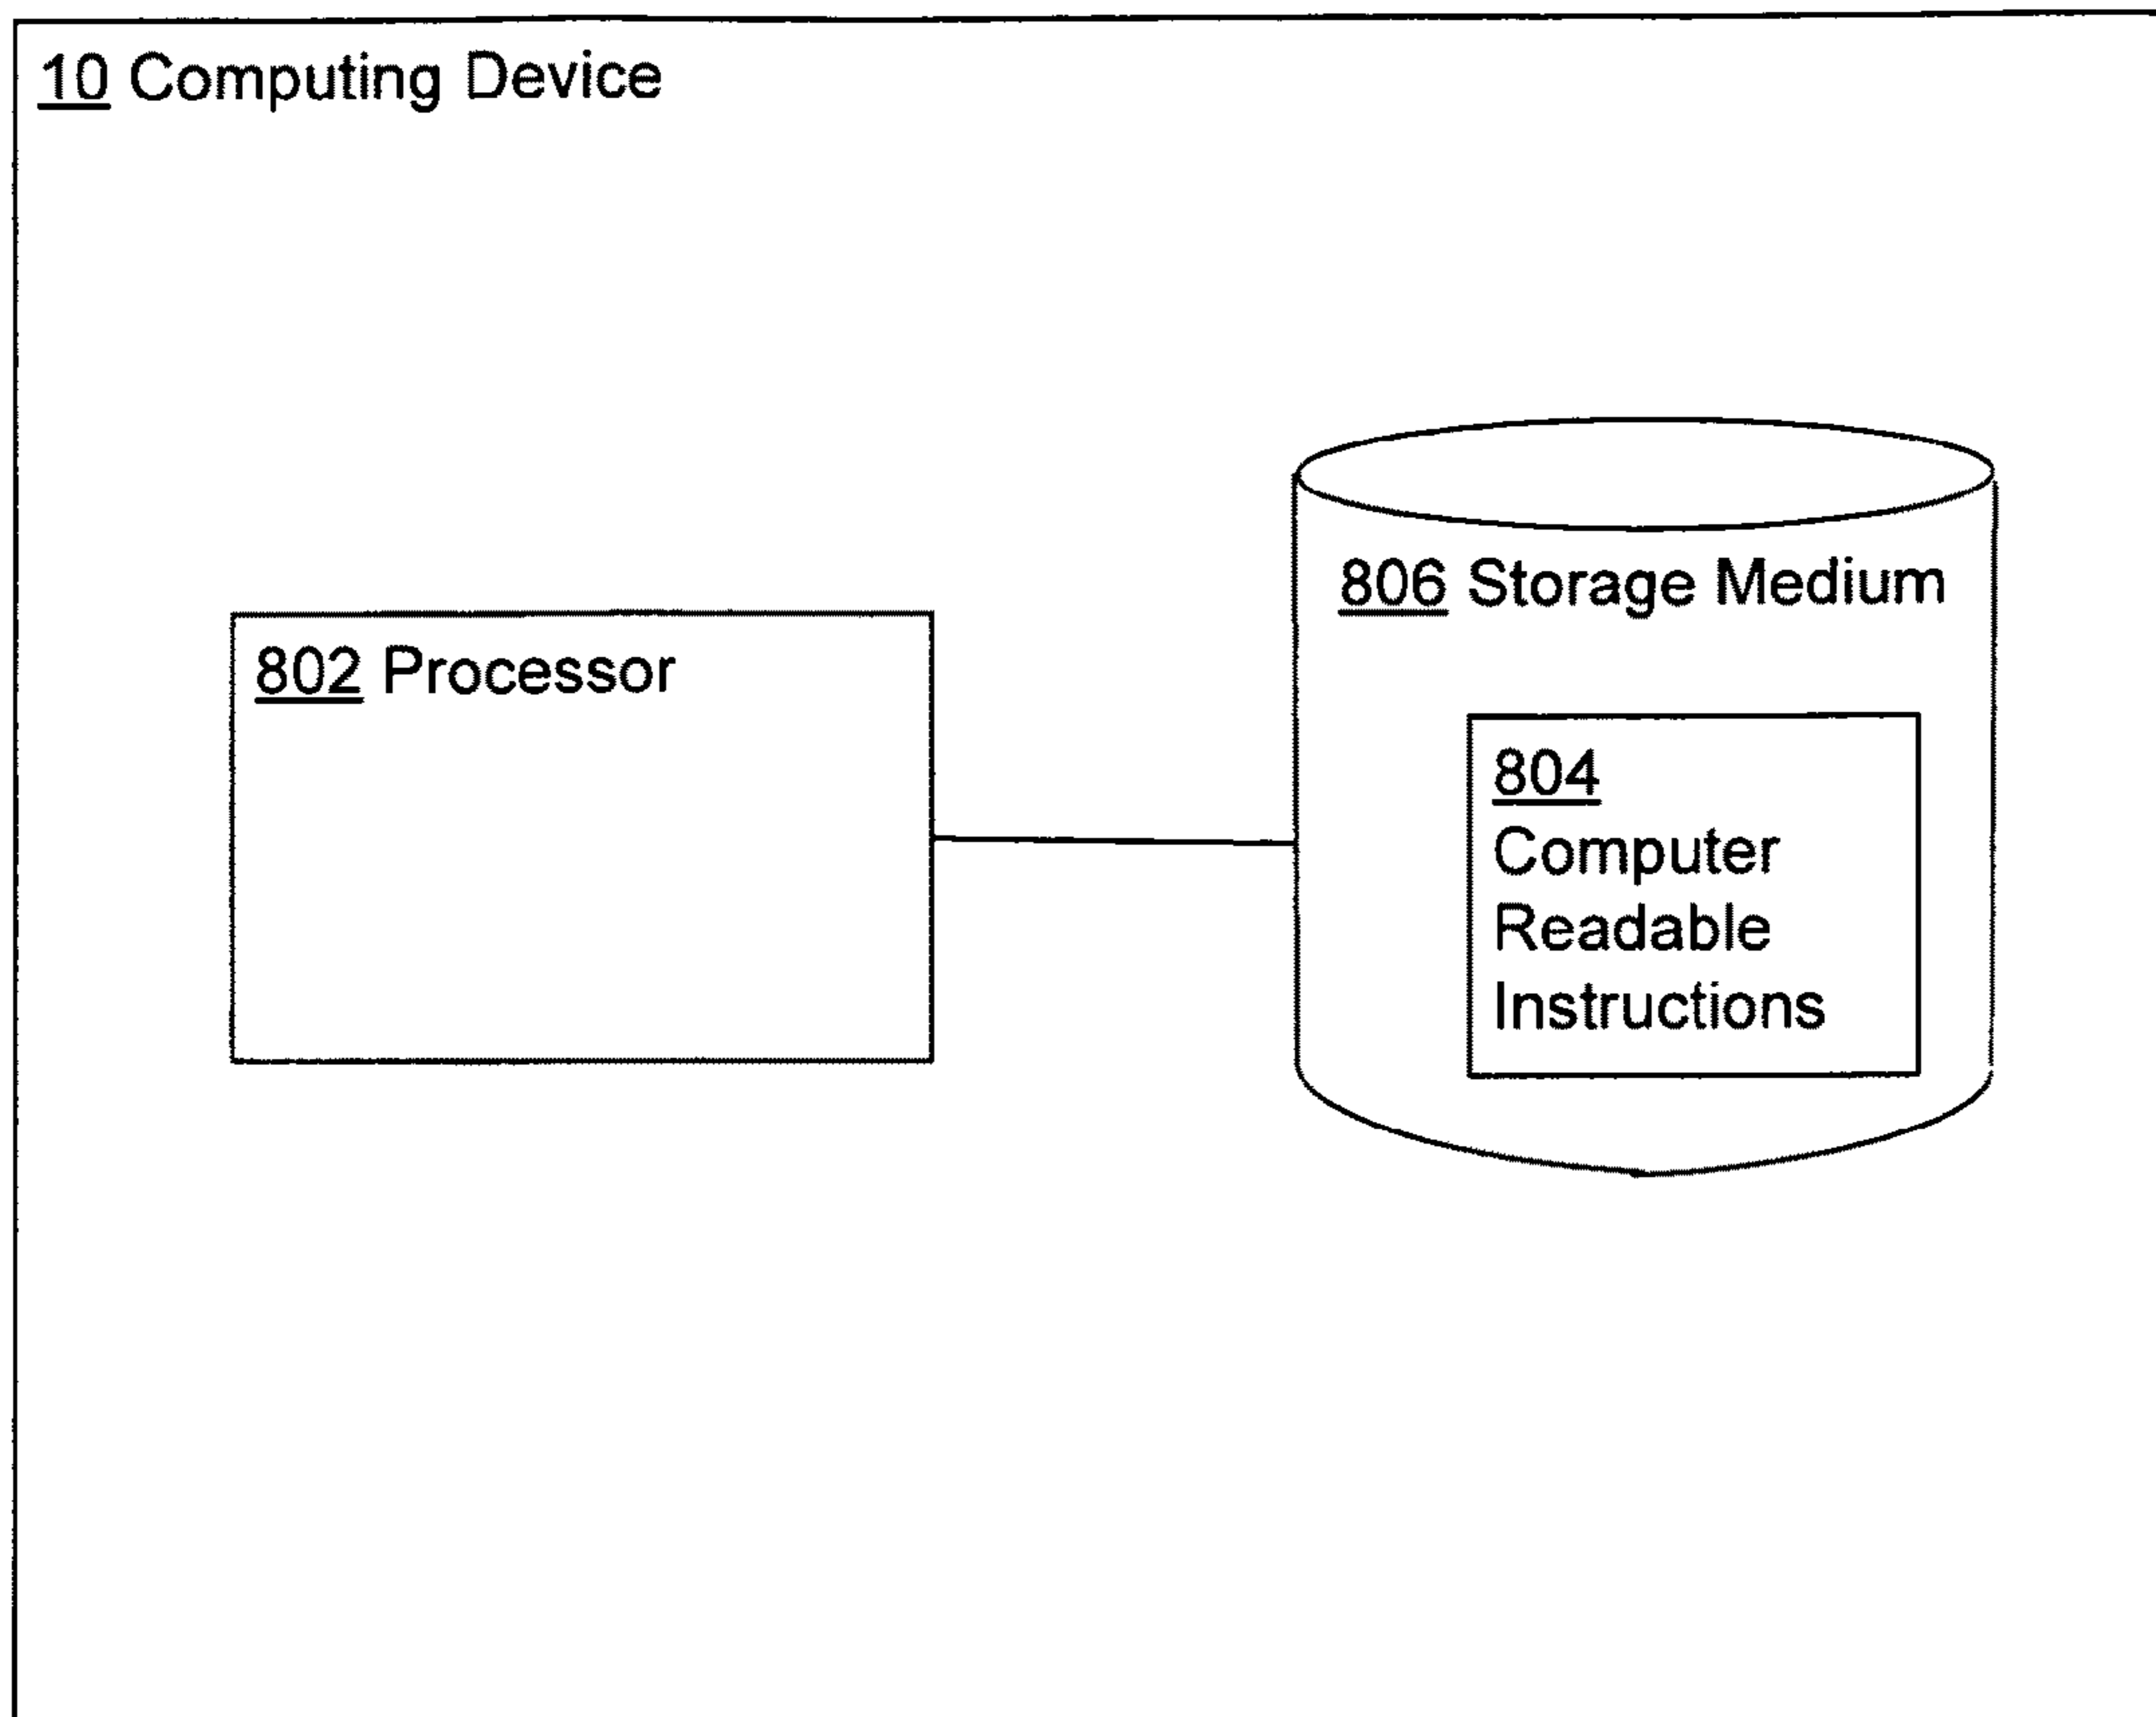 10 Computing Device
806 Storage Medium
802 Processor
804
Computer
Readable
Instructions